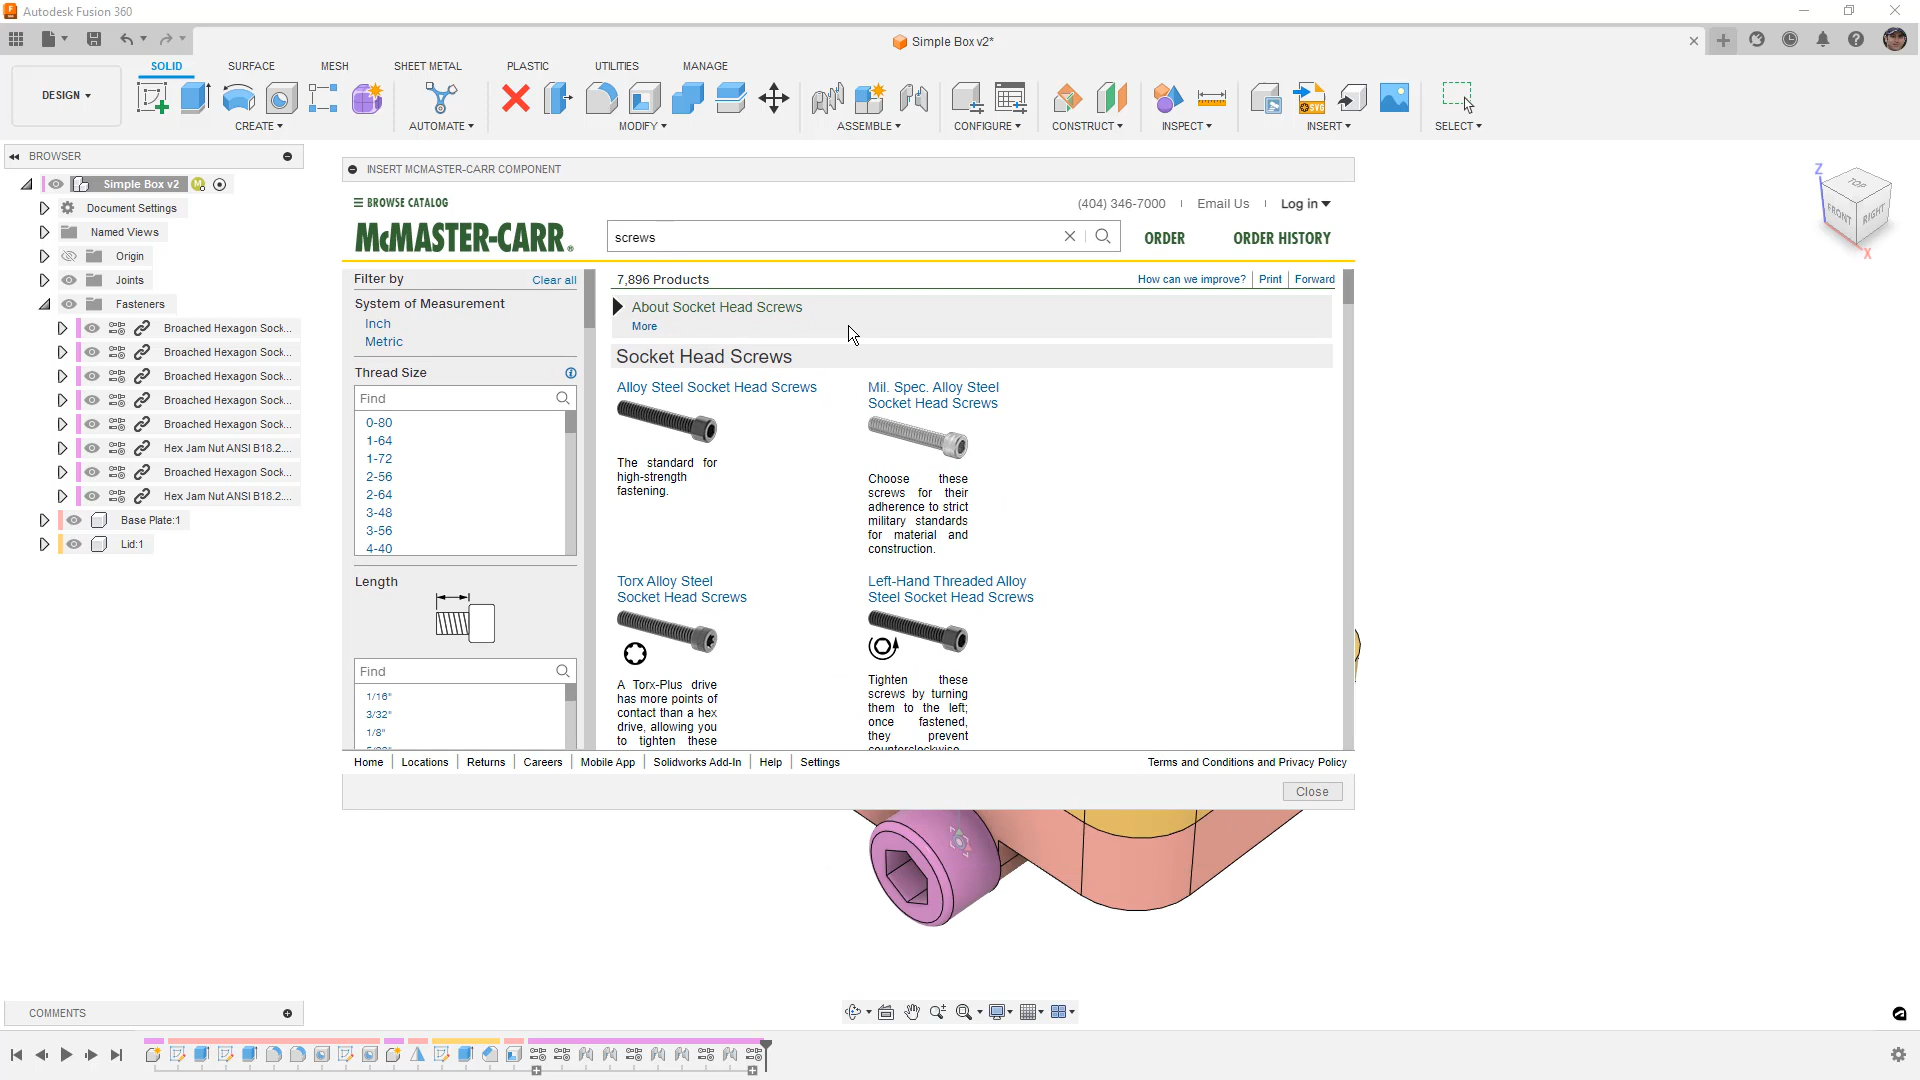 Autodesk Fusion 360
Simple Box v2*
DESIGN
SOLID
SURFACE
MESH
SHEET METAL
PLASTIC
UTILITIES
MANAGE
CREATE
AUTOMATE
MODIFY
ASSEMBLE
CONFIGURE
CONSTRUCT
INSPECT
INSERT
SELECT
BROWSER
Simple Box v2
Document Settings
Named Views
Origin
Joints
Fasteners
Broached Hexagon Sock...
Broached Hexagon Sock...
Broached Hexagon Sock...
Broached Hexagon Sock...
Broached Hexagon Sock...
Hex Jam Nut ANSI B18.2....
Broached Hexagon Sock...
Hex Jam Nut ANSI B18.2....
Base Plate:1
Lid:1
INSERT MCMASTER-CARR COMPONENT
BROWSE CATALOG
(404) 346-7000
Email Us
Log in
McMASTER-CARR®
screws
ORDER
ORDER HISTORY
Filter by
Clear all
System of Measurement
Inch
Metric
Thread Size
Find
0-80
1-64
1-72
2-56
2-64
3-48
3-56
4-40
Length
Find
1/16"
3/32"
1/8"
7,896 Products
How can we improve?
Print
Forward
About Socket Head Screws
More
Socket Head Screws
Alloy Steel Socket Head Screws
The standard for
high-strength
fastening.
Mil. Spec. Alloy Steel
Socket Head Screws
Choose these
screws for their
adherence to strict
military standards
for material and
construction.
Torx Alloy Steel
Socket Head Screws
A Torx-Plus drive
has more points of
contact than a hex
drive, allowing you
to tighten these
Left-Hand Threaded Alloy
Steel Socket Head Screws
Tighten these
screws by turning
them to the left;
once fastened,
they prevent
counterclockwise
Home
Locations
Returns
Careers
Mobile App
Solidworks Add-In
Help
Settings
Terms and Conditions and Privacy Policy
Close
TOP
FRONT
RIGHT
Z
X
COMMENTS